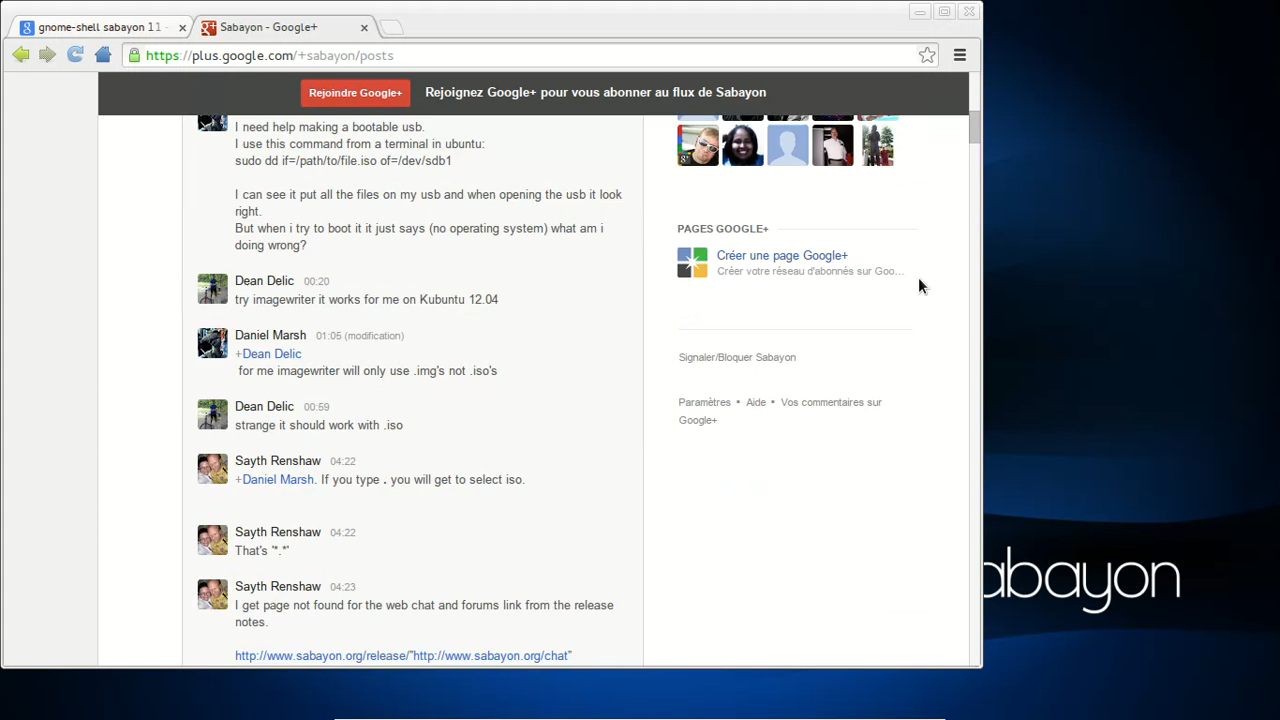 gnome-shell sabayon 11 -
Sabayon - Google+
https://plus.google.com/+sabayon/posts
Rejoindre Google+
Rejoignez Google+ pour vous abonner au flux de Sabayon
I need help making a bootable usb.
I use this command from a terminal in ubuntu:
sudo dd if=/path/to/file.iso of=/dev/sdb1
I can see it put all the files on my usb and when opening the usb it look
right.
But when i try to boot it it just says (no operating system) what am i
doing wrong?
Dean Delic 00:20
try imagewriter it works for me on Kubuntu 12.04
Daniel Marsh 01:05 (modification)
+Dean Delic
for me imagewriter will only use .img's not .iso's
Dean Delic 00:59
strange it should work with .iso
Sayth Renshaw 04:22
+Daniel Marsh. If you type . you will get to select iso.
Sayth Renshaw 04:22
That's '*.*'
Sayth Renshaw 04:23
I get page not found for the web chat and forums link from the release
notes.
http://www.sabayon.org/release/"http://www.sabayon.org/chat"
PAGES GOOGLE+
Créer une page Google+
Créer votre réseau d'abonnés sur Goo...
Signaler/Bloquer Sabayon
Paramètres • Aide • Vos commentaires sur
Google+
abayon